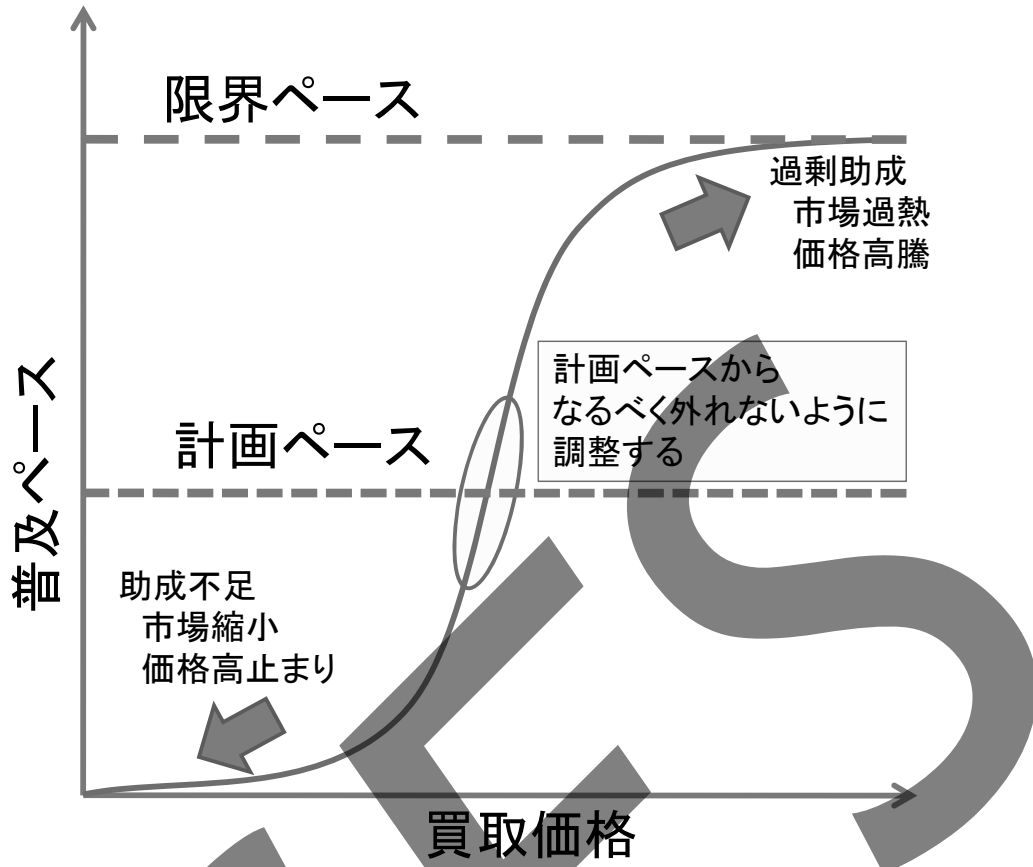 限界ペース
過剰助成
市場過熱
価格高騰
計画ペースから
なるべく外れないように
調整する
計画ペース
普及ペース
助成不足
市場縮小
価格高止まり
買取価格